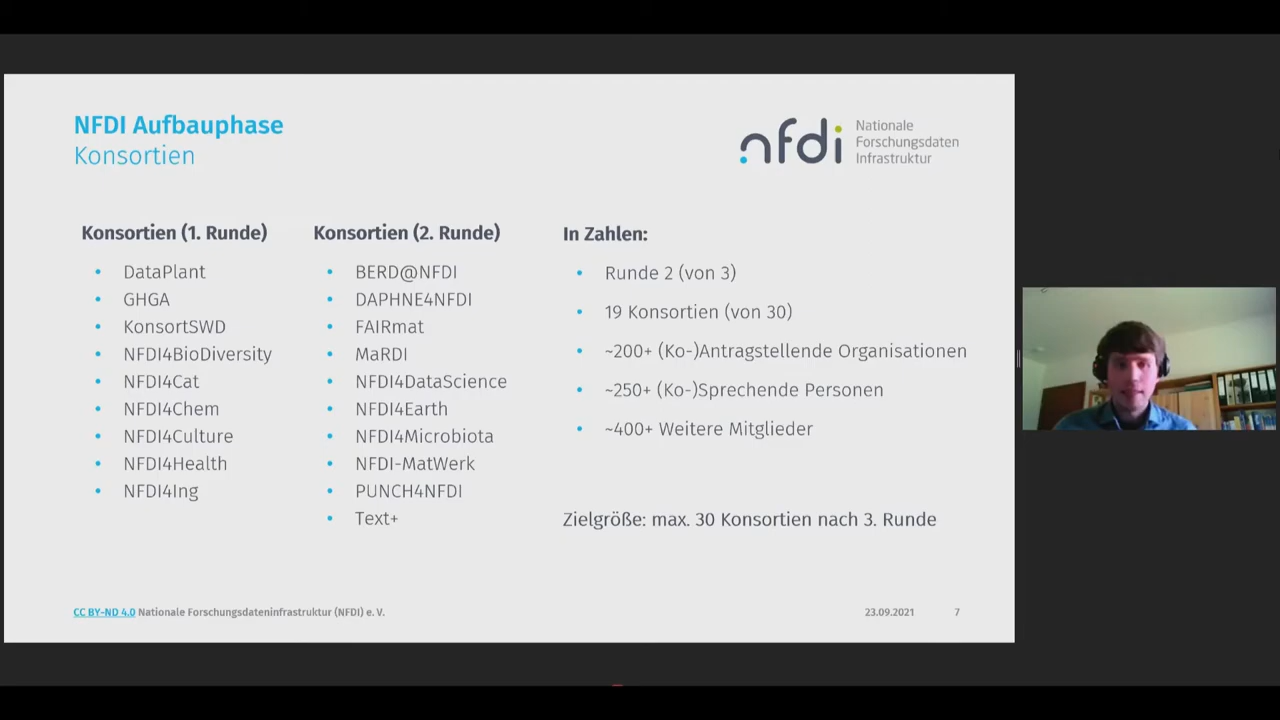 NFDI Aufbauphase
Konsortien
nfdi
Nationale
Forschungsdaten
Infrastruktur
Konsortien (1. Runde)
DataPlant
GHGA
KonsortSWD
NFDI4BioDiversity
NFDI4Cat
NFDI4Chem
NFDI4Culture
NFDI4Health
NFDI4Ing
Konsortien (2. Runde)
BERD@NFDI
DAPHNE4NFDI
FAIRmat
MaRDI
NFDI4DataScience
NFDI4Earth
NFDI4Microbiota
NFDI-MatWerk
PUNCH4NFDI
Text+
In Zahlen:
Runde 2 (von 3)
19 Konsortien (von 30)
~200+ (Ko-)Antragstellende Organisationen
~250+ (Ko-)Sprechende Personen
~400+ Weitere Mitglieder
Zielgröße: max. 30 Konsortien nach 3. Runde
CC BY-ND 4.0 Nationale Forschungsdateninfrastruktur (NFDI) e. V.
23.09.2021
7